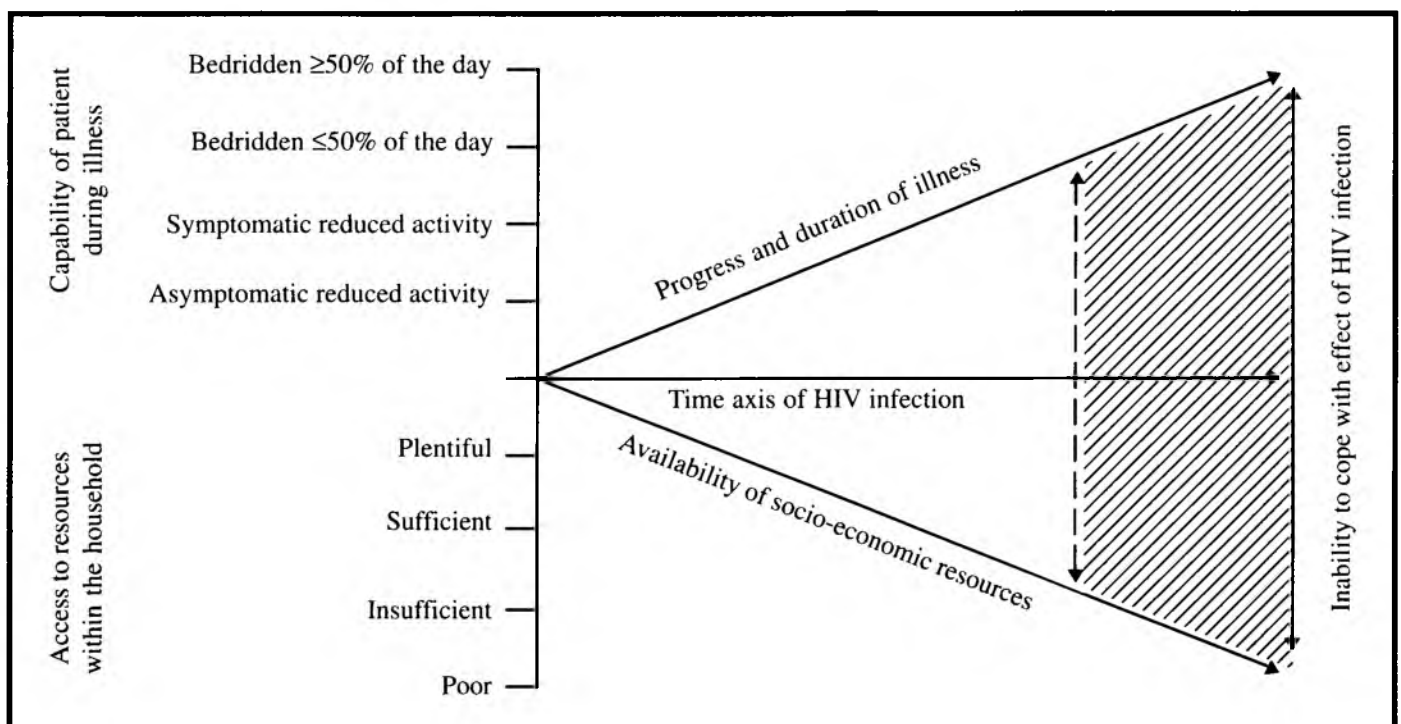 Capability of patient
during illness
Bedridden ≥50% of the day
Bedridden ≤50% of the day
Symptomatic reduced activity
Asymptomatic reduced activity
Access to resources
within the household
Plentiful
Sufficient
Insufficient
Poor
Progress and duration of illness
Time axis of HIV infection
Availability of socio-economic resources
Inability to cope with effect of HIV infection